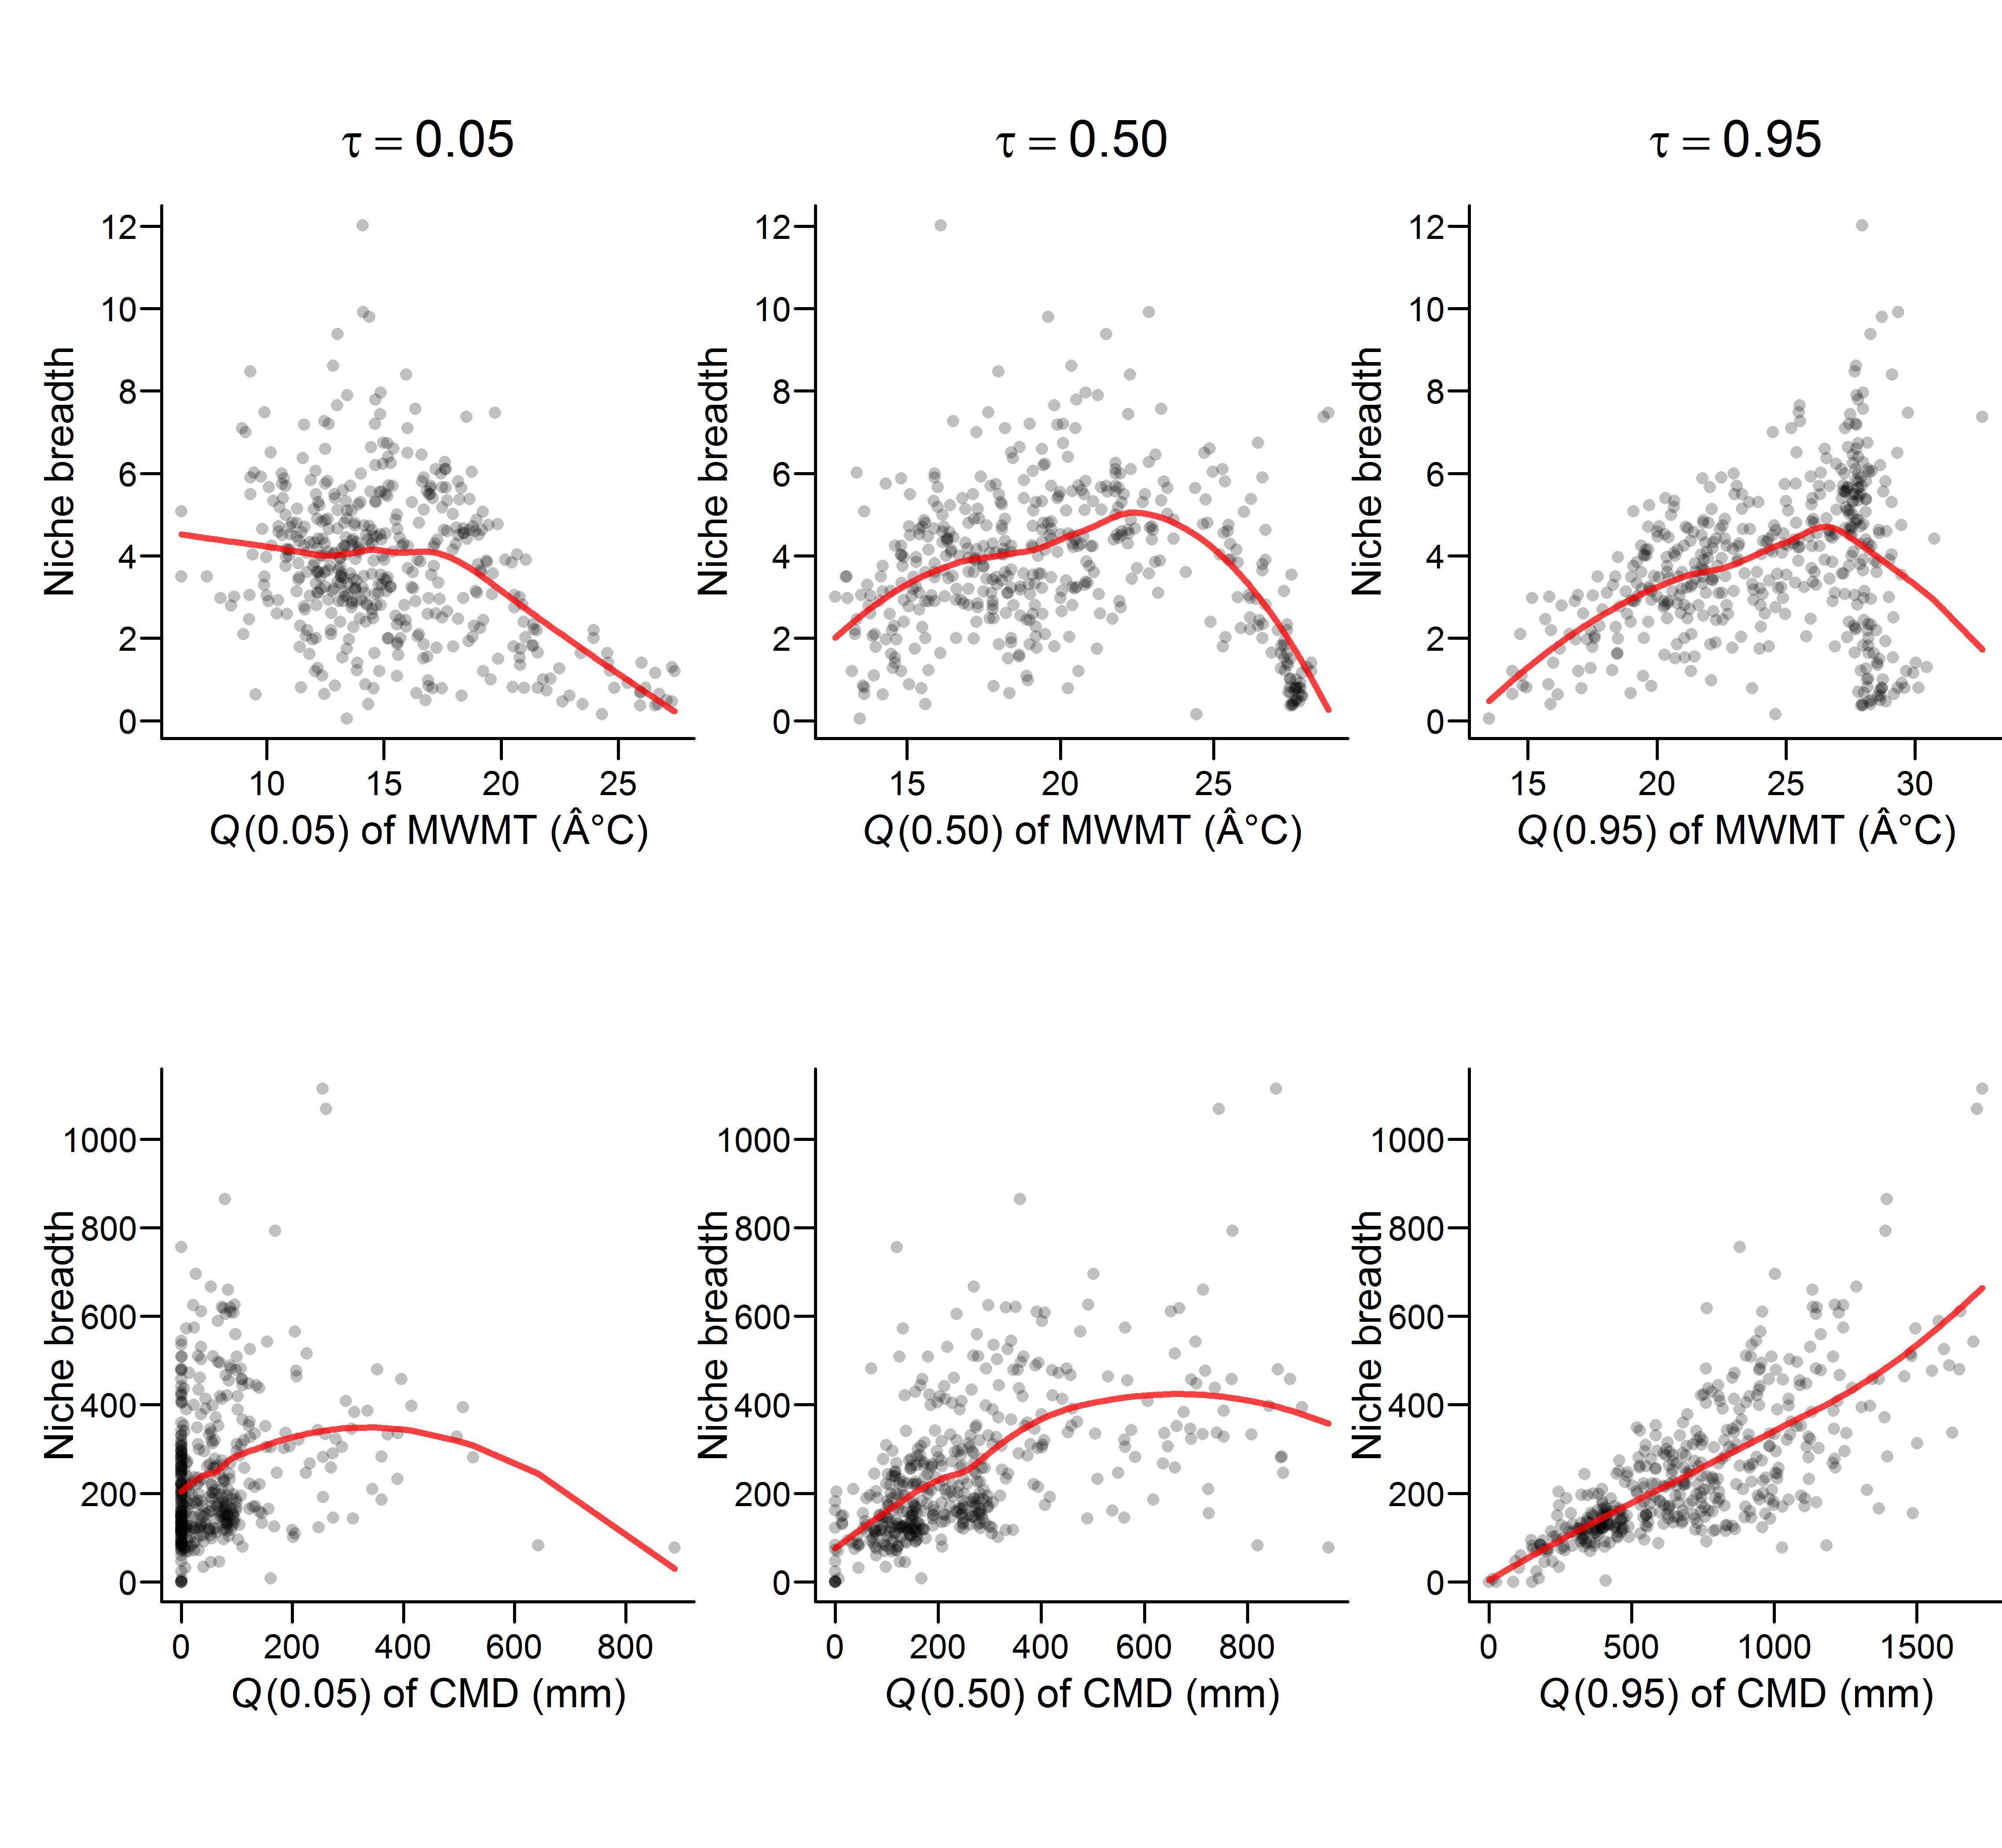 τ = 0.05
τ = 0.50
τ = 0.95
Niche breadth
12
10
8
6
4
2
0
10 15 20 25
Q(0.05) of MWMT (Â°C)
Niche breadth
12
10
8
6
4
2
0
15 20 25
Q(0.50) of MWMT (Â°C)
Niche breadth
12
10
8
6
4
2
0
15 20 25 30
Q(0.95) of MWMT (Â°C)
Niche breadth
1000
800
600
400
200
0
0 200 400 600 800
Q(0.05) of CMD (mm)
Niche breadth
1000
800
600
400
200
0
0 200 400 600 800
Q(0.50) of CMD (mm)
Niche breadth
1000
800
600
400
200
0
0 500 1000 1500
Q(0.95) of CMD (mm)